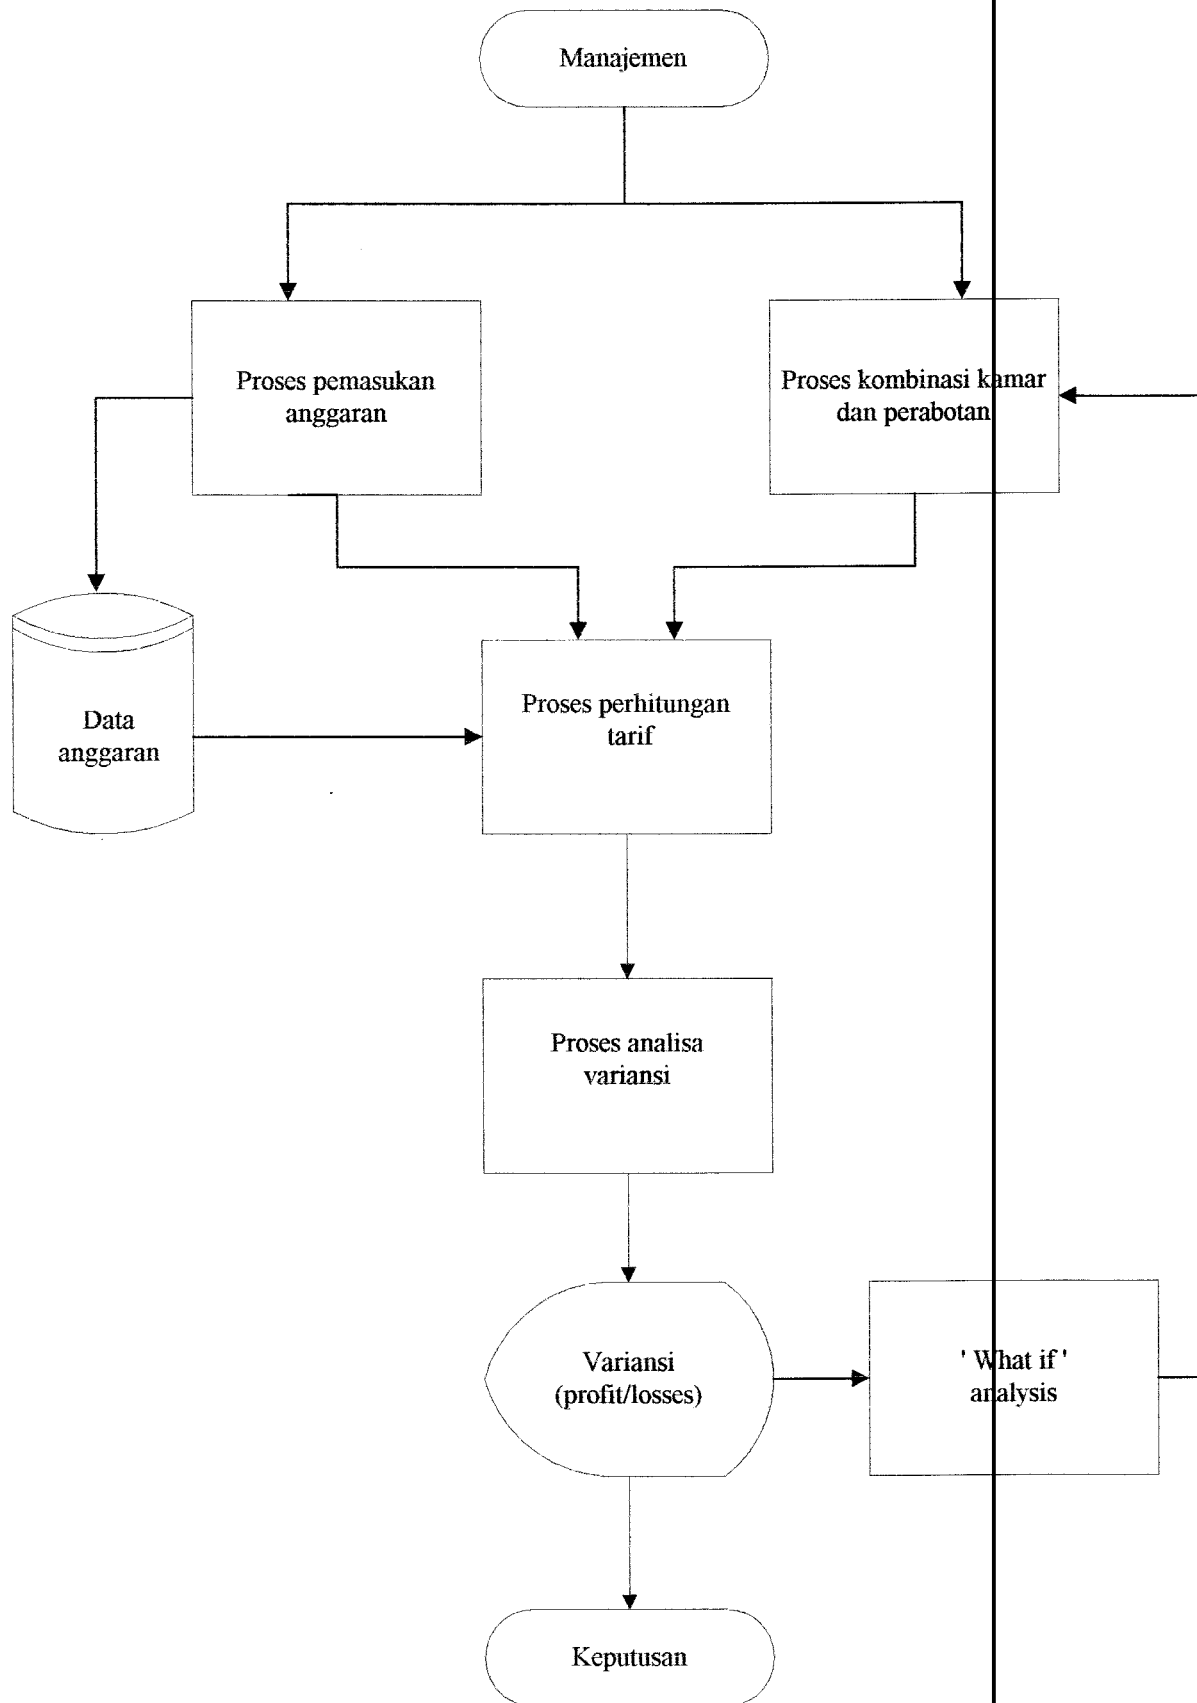 Manajemen
Proses pemasukan
anggaran
Proses kombinasi kamar
dan perabotan
Data
anggaran
Proses perhitungan
tarif
Proses analisa
variansi
Variansi
(profit/losses)
' What if '
analysis
Keputusan